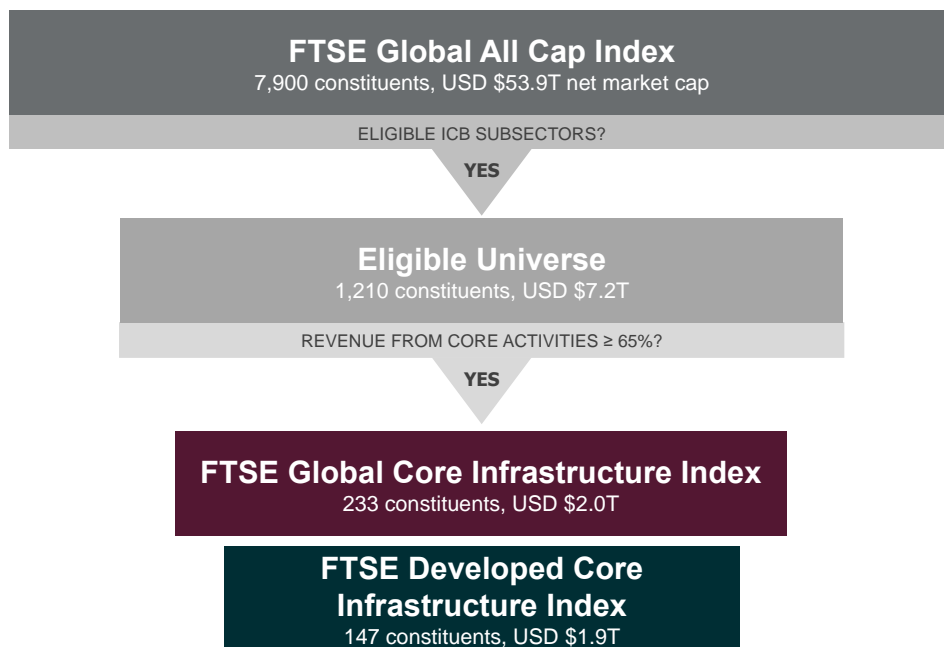 FTSE Global All Cap Index
7,900 constituents, USD $53.9T net market cap
ELIGIBLE ICB SUBSECTORS?
YES
Eligible Universe
1,210 constituents, USD $7.2T
REVENUE FROM CORE ACTIVITIES ≥ 65%?
YES
FTSE Global Core Infrastructure Index
233 constituents, USD $2.0T
FTSE Developed Core
Infrastructure Index
147 constituents, USD $1.9T